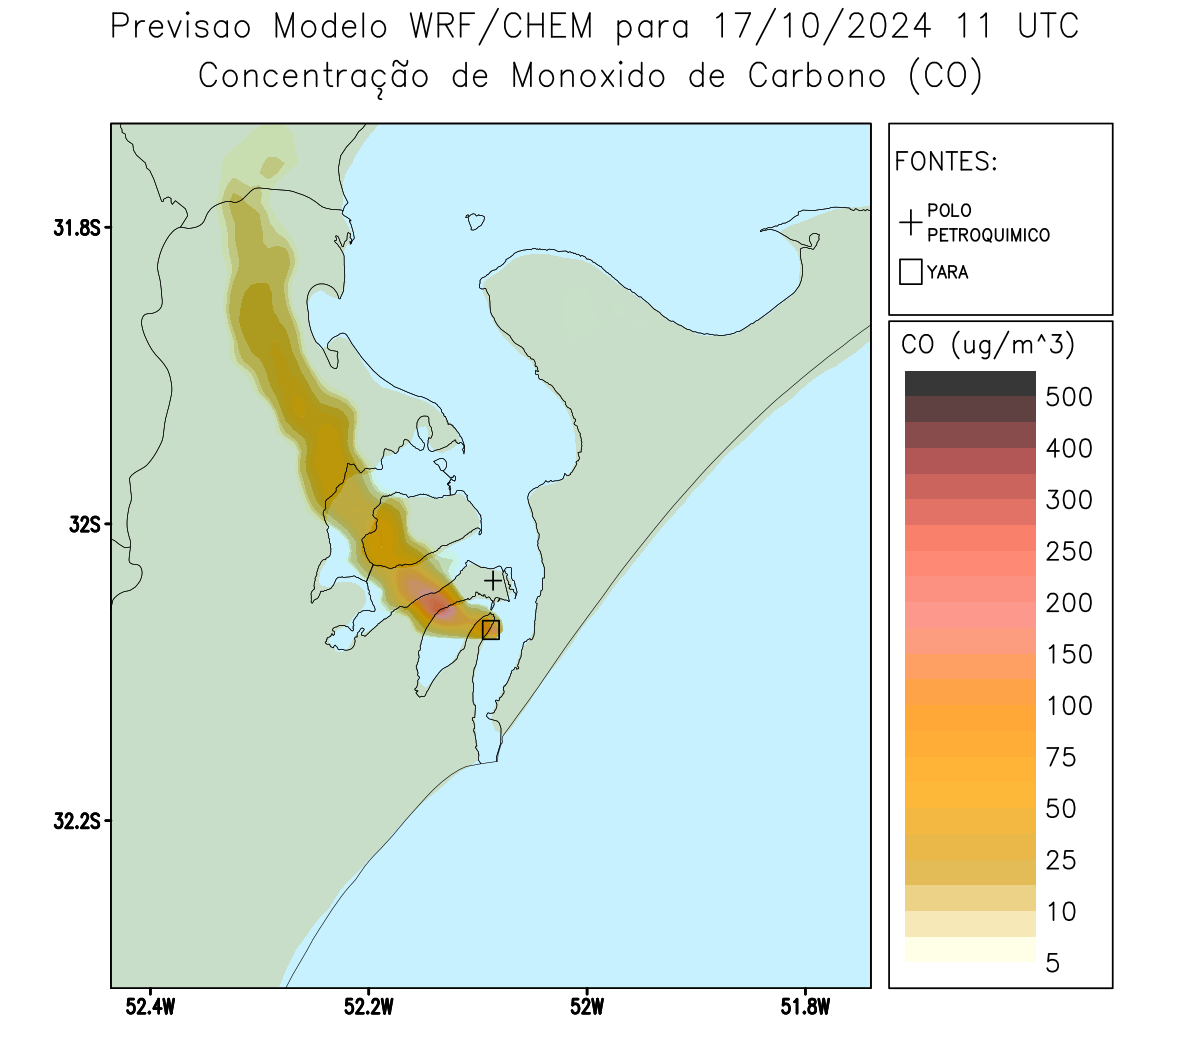 Previsao Modelo WRF/CHEM para 17/10/2024 11 UTC
Concentração de Monoxido de Carbono (CO)
FONTES:
POLO
PETROQUIMICO
YARA
CO (ug/m^3)
500
400
300
250
200
150
100
75
50
25
10
5
31.8S
32S
32.2S
52.4W
52.2W
52W
51.8W